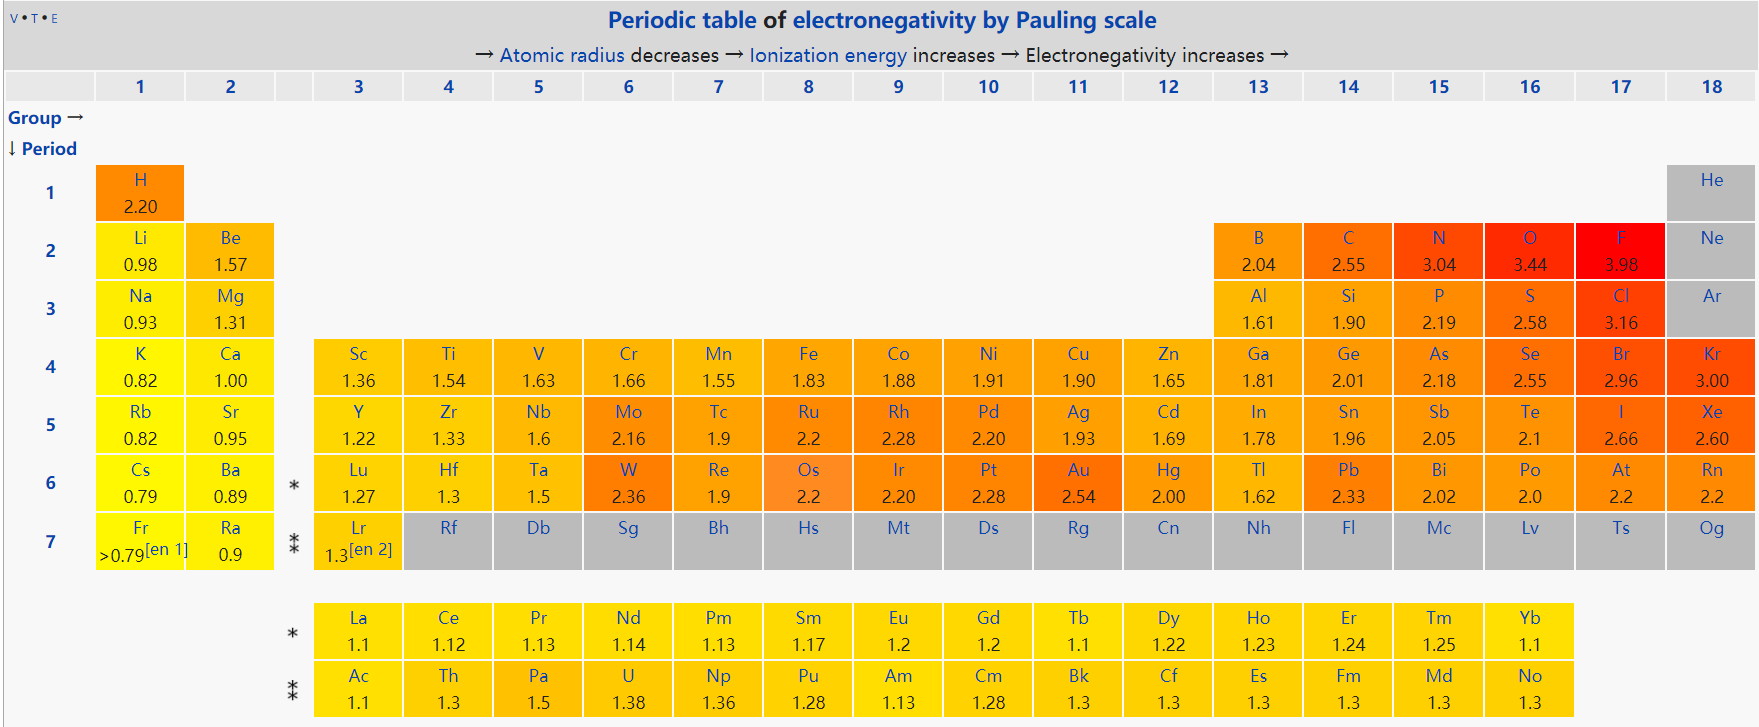 V • T • E
Periodic table of electronegativity by Pauling scale
→ Atomic radius decreases → Ionization energy increases → Electronegativity increases →
1 2 3 4 5 6 7 8 9 10 11 12 13 14 15 16 17 18
Group →
↓ Period
H He
1
2.20
Li Be B C N O F Ne
2
0.98 1.57 2.04 2.55 3.04 3.44 3.98
Na Mg Al Si P S Cl Ar
3
0.93 1.31 1.61 1.90 2.19 2.58 3.16
K Ca Sc Ti V Cr Mn Fe Co Ni Cu Zn Ga Ge As Se Br Kr
4
0.82 1.00 1.36 1.54 1.63 1.66 1.55 1.83 1.88 1.91 1.90 1.65 1.81 2.01 2.18 2.55 2.96 3.00
Rb Sr Y Zr Nb Mo Tc Ru Rh Pd Ag Cd In Sn Sb Te I Xe
5
0.82 0.95 1.22 1.33 1.6 2.16 1.9 2.2 2.28 2.20 1.93 1.69 1.78 1.96 2.05 2.1 2.66 2.60
Cs Ba Lu Hf Ta W Re Os Ir Pt Au Hg Tl Pb Bi Po At Rn
6 *
0.79 0.89 1.27 1.3 1.5 2.36 1.9 2.2 2.20 2.28 2.54 2.00 1.62 2.33 2.02 2.0 2.2 2.2
Fr Ra Lr Rf Db Sg Bh Hs Mt Ds Rg Cn Nh Fl Mc Lv Ts Og
7 ⁑
>0.79[en 1] 0.9 1.3[en 2]
La Ce Pr Nd Pm Sm Eu Gd Tb Dy Ho Er Tm Yb
*
1.1 1.12 1.13 1.14 1.13 1.17 1.2 1.2 1.1 1.22 1.23 1.24 1.25 1.1
Ac Th Pa U Np Pu Am Cm Bk Cf Es Fm Md No
⁑
1.1 1.3 1.5 1.38 1.36 1.28 1.13 1.28 1.3 1.3 1.3 1.3 1.3 1.3